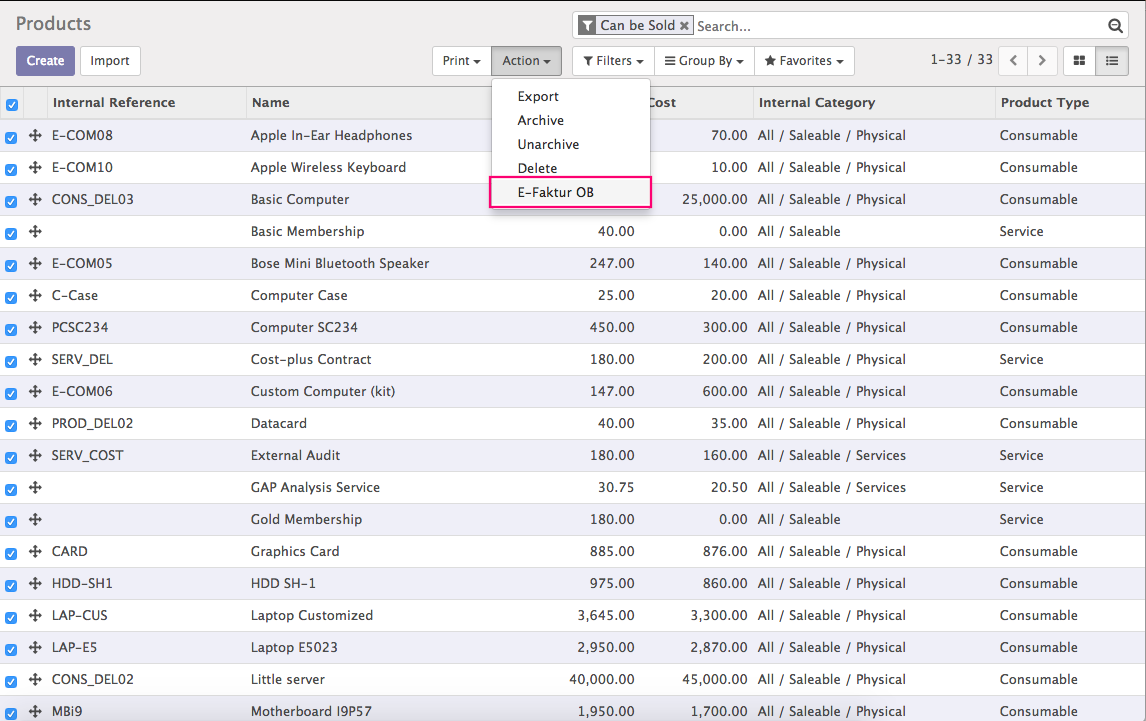 Products
Can be Sold ✖ Search...
Create Import Print Action Filters Group By Favorites 1-33 / 33
Export
Archive
Unarchive
Delete
E-Faktur OB
Internal Reference Name Cost Internal Category Product Type
E-COM08 Apple In-Ear Headphones 70.00 All / Saleable / Physical Consumable
E-COM10 Apple Wireless Keyboard 10.00 All / Saleable / Physical Consumable
CONS_DEL03 Basic Computer 25,000.00 All / Saleable / Physical Consumable
Basic Membership 40.00 0.00 All / Saleable Service
E-COM05 Bose Mini Bluetooth Speaker 247.00 140.00 All / Saleable / Physical Consumable
C-Case Computer Case 25.00 20.00 All / Saleable / Physical Consumable
PCSC234 Computer SC234 450.00 300.00 All / Saleable / Physical Consumable
SERV_DEL Cost-plus Contract 180.00 200.00 All / Saleable / Physical Service
E-COM06 Custom Computer (kit) 147.00 600.00 All / Saleable / Physical Consumable
PROD_DEL02 Datacard 40.00 35.00 All / Saleable / Physical Consumable
SERV_COST External Audit 180.00 160.00 All / Saleable / Services Service
GAP Analysis Service 30.75 20.50 All / Saleable / Services Service
Gold Membership 180.00 0.00 All / Saleable Service
CARD Graphics Card 885.00 876.00 All / Saleable / Physical Consumable
HDD-SH1 HDD SH-1 975.00 860.00 All / Saleable / Physical Consumable
LAP-CUS Laptop Customized 3,645.00 3,300.00 All / Saleable / Physical Consumable
LAP-E5 Laptop E5023 2,950.00 2,870.00 All / Saleable / Physical Consumable
CONS_DEL02 Little server 40,000.00 45,000.00 All / Saleable / Physical Consumable
MBi9 Motherboard I9P57 1,950.00 1,700.00 All / Saleable / Physical Consumable